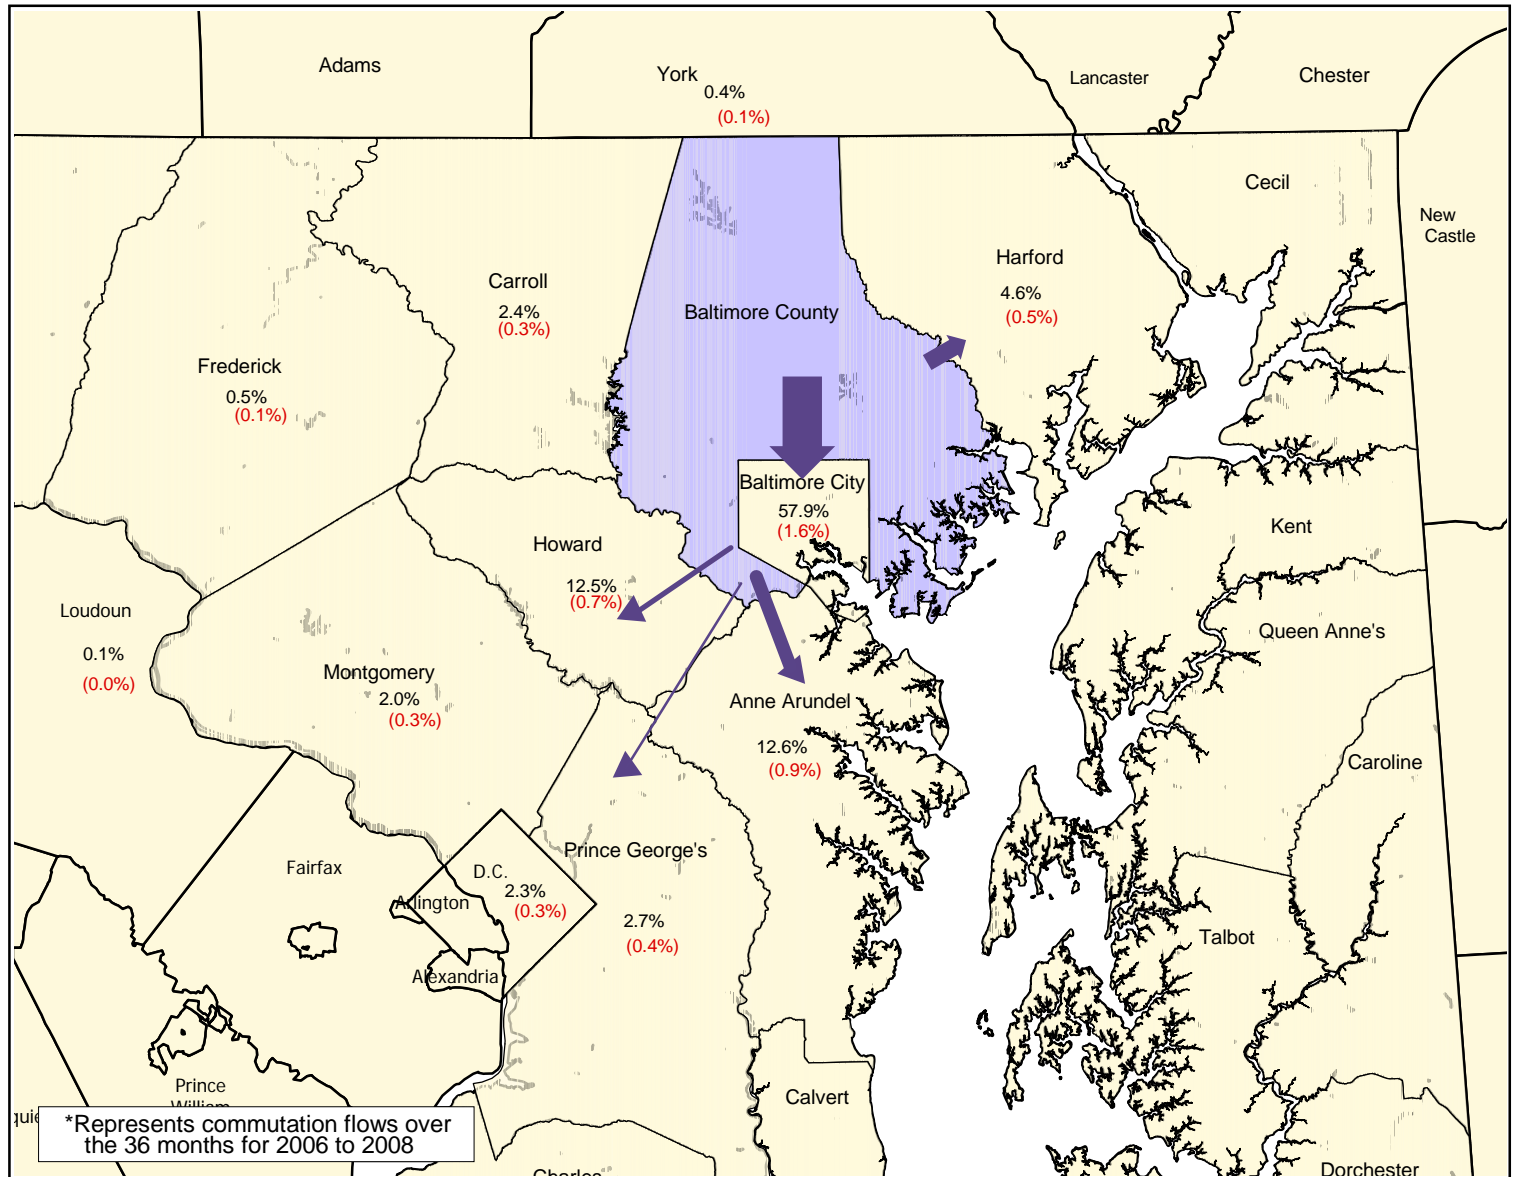 Adams
York
0.4%
(0.1%)
Lancaster
Chester
Cecil
New
Castle
Harford
4.6%
(0.5%)
Carroll
2.4%
(0.3%)
Baltimore County
Frederick
0.5%
(0.1%)
Baltimore City
57.9%
(1.6%)
Kent
Howard
12.5%
(0.7%)
Loudoun
0.1%
(0.0%)
Queen Anne's
Montgomery
2.0%
(0.3%)
Anne Arundel
12.6%
(0.9%)
Caroline
Prince George's
2.7%
(0.4%)
Fairfax
D.C.
2.3%
(0.3%)
Arlington
Alexandria
Talbot
Prince
William
Calvert
*Represents commutation flows over
the 36 months for 2006 to 2008
Charles
Dorchester